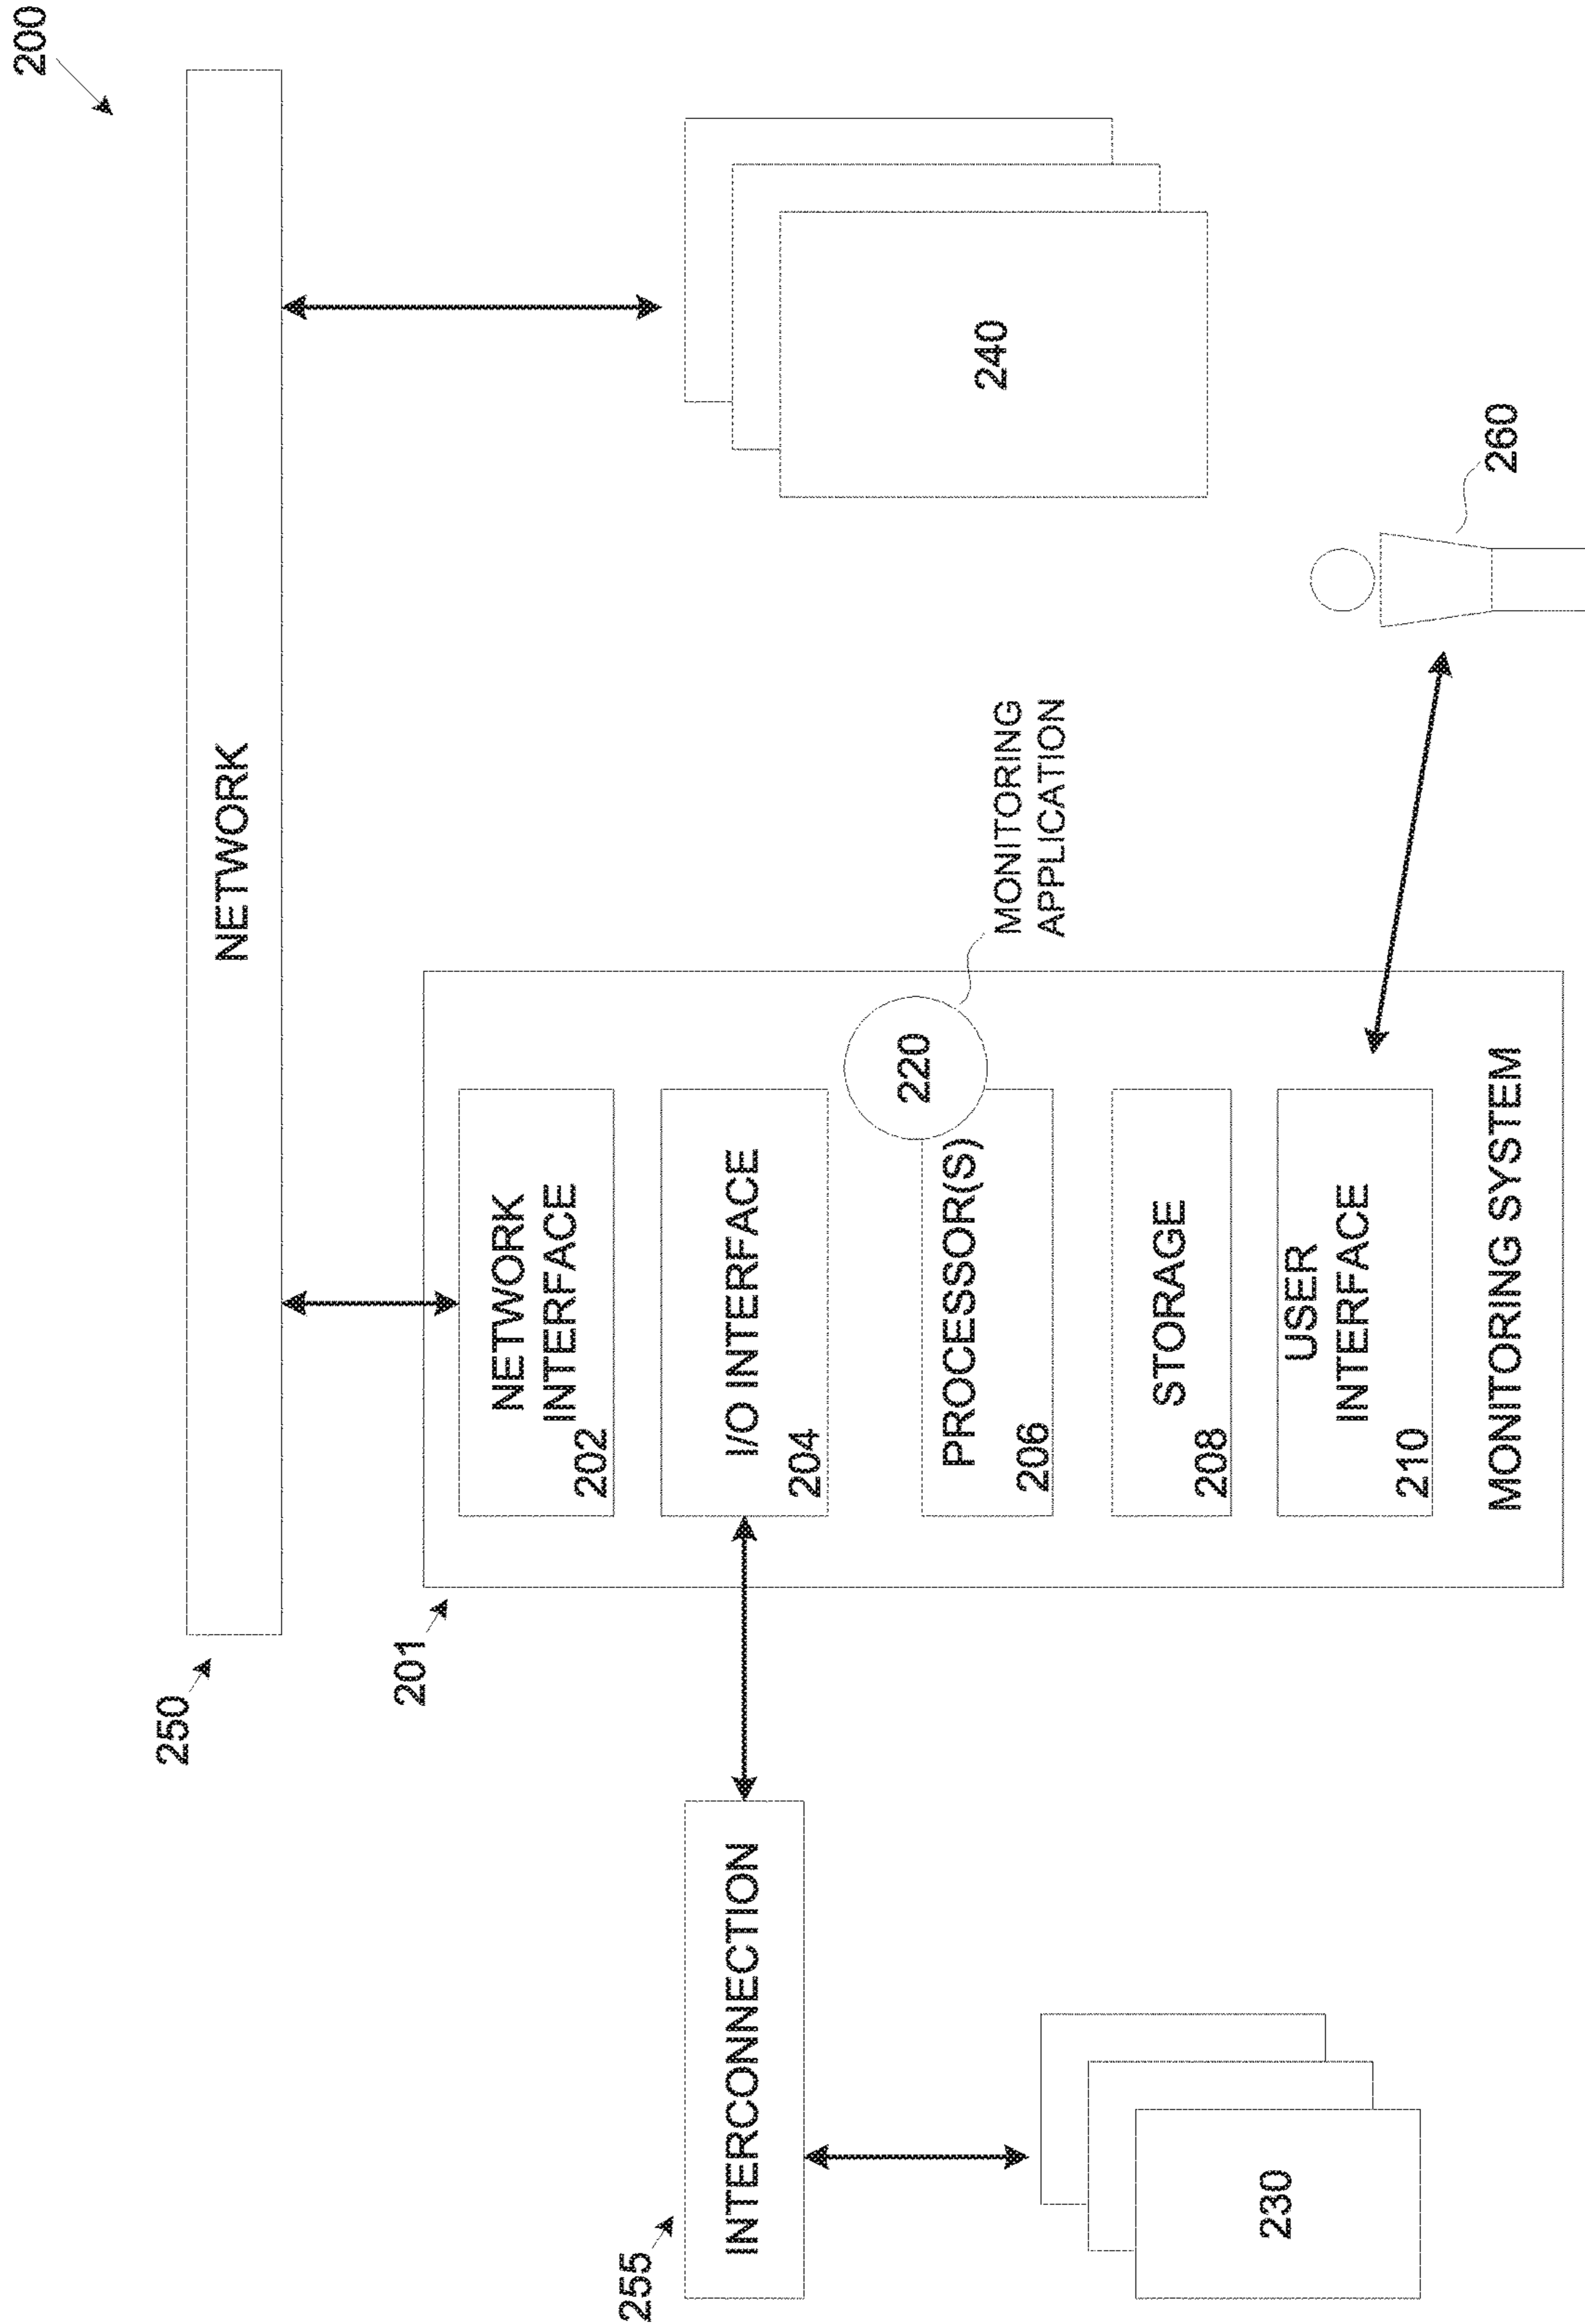 200
250
NETWORK
201
NETWORK
INTERFACE
202
I/O INTERFACE
204
220
PROCESSOR(S)
206
STORAGE
208
USER
INTERFACE
210
MONITORING SYSTEM
MONITORING
APPLICATION
255
INTERCONNECTION
230
240
260